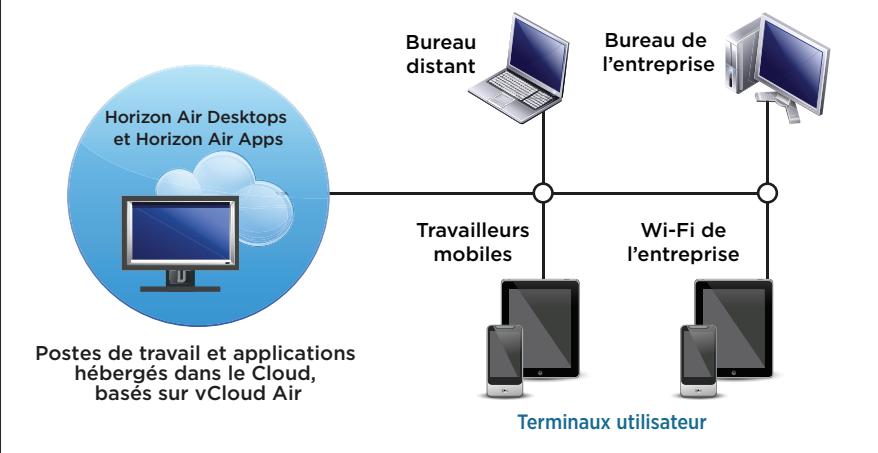 Horizon Air Desktops
et Horizon Air Apps
Postes de travail et applications
hébergés dans le Cloud,
basés sur vCloud Air
Bureau
distant
Bureau de
l'entreprise
Travailleurs
mobiles
Wi-Fi de
l'entreprise
Terminaux utilisateur